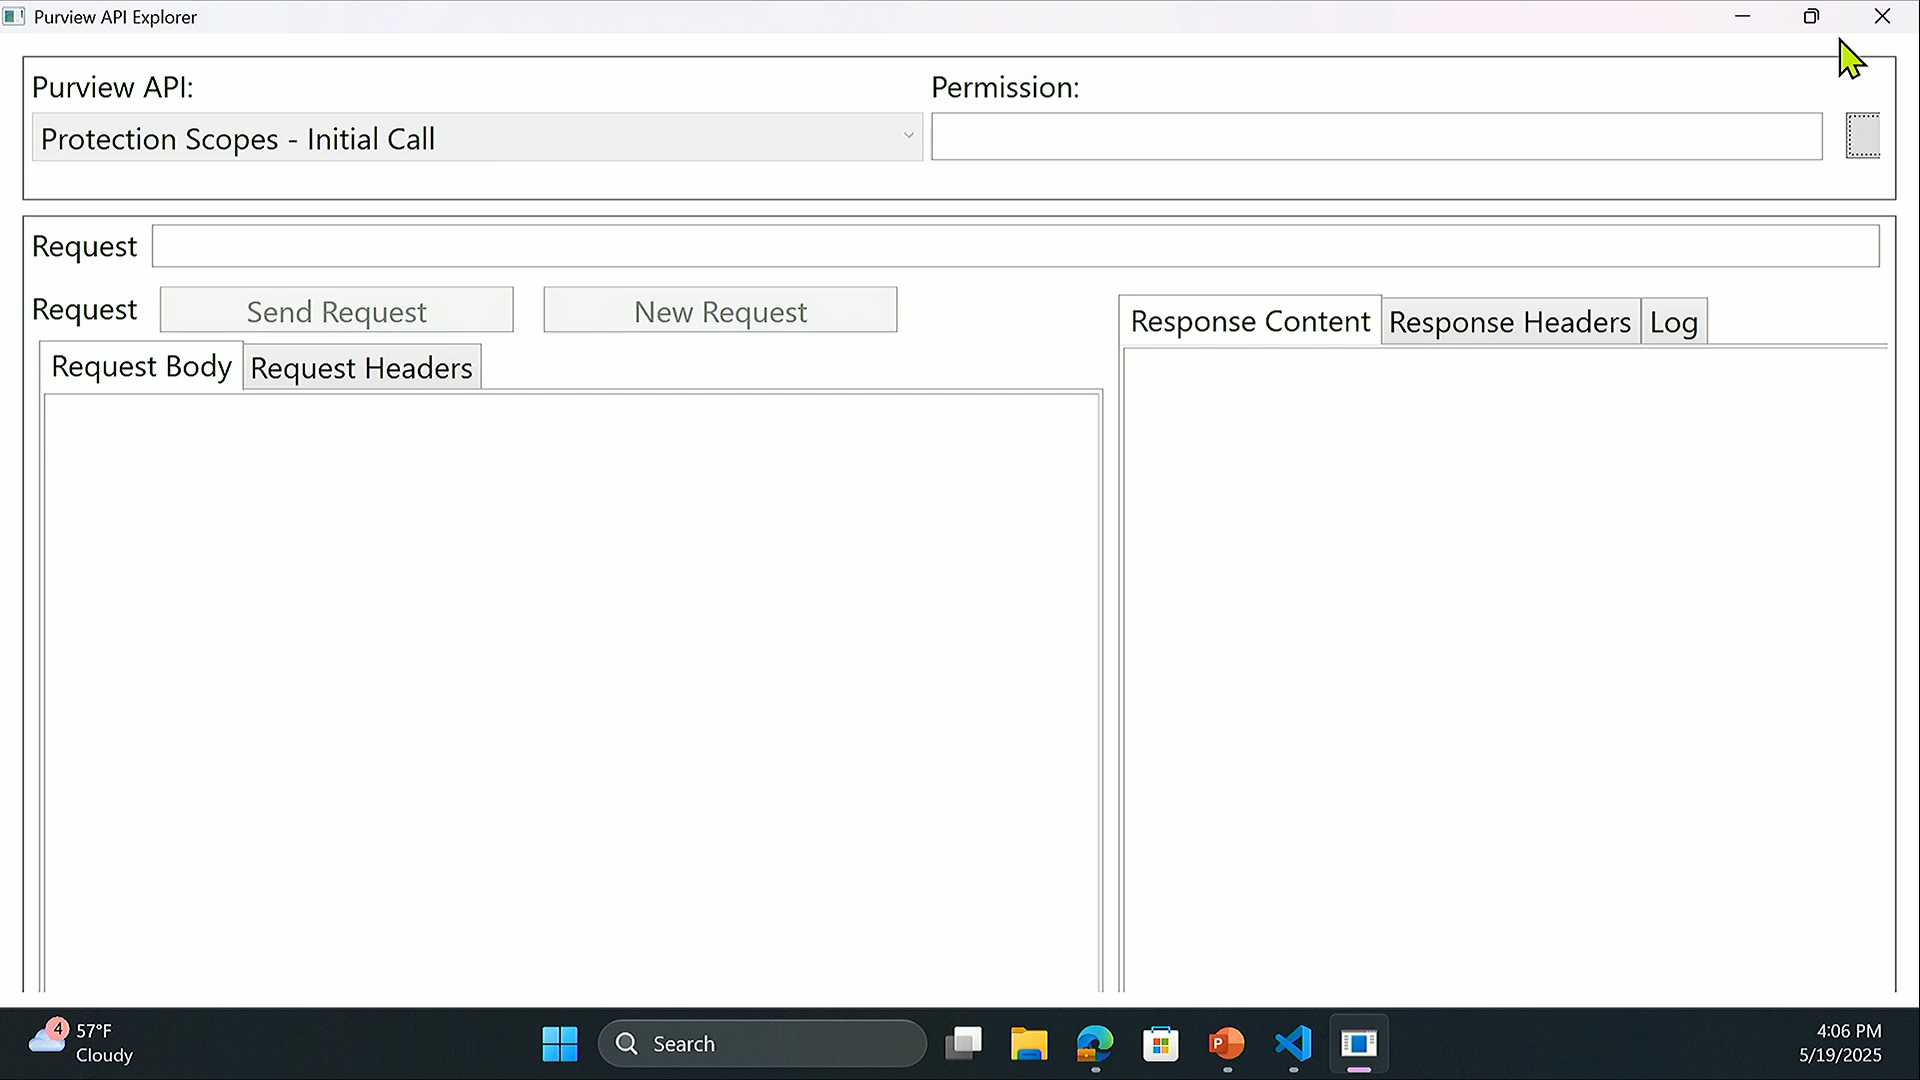 Purview API Explorer
Purview API:
Permission:
Protection Scopes - Initial Call
Request
Request
Send Request
New Request
Request Body
Request Headers
Response Content
Response Headers
Log
4
57°F
Cloudy
Search
P
4:06 PM
5/19/2025